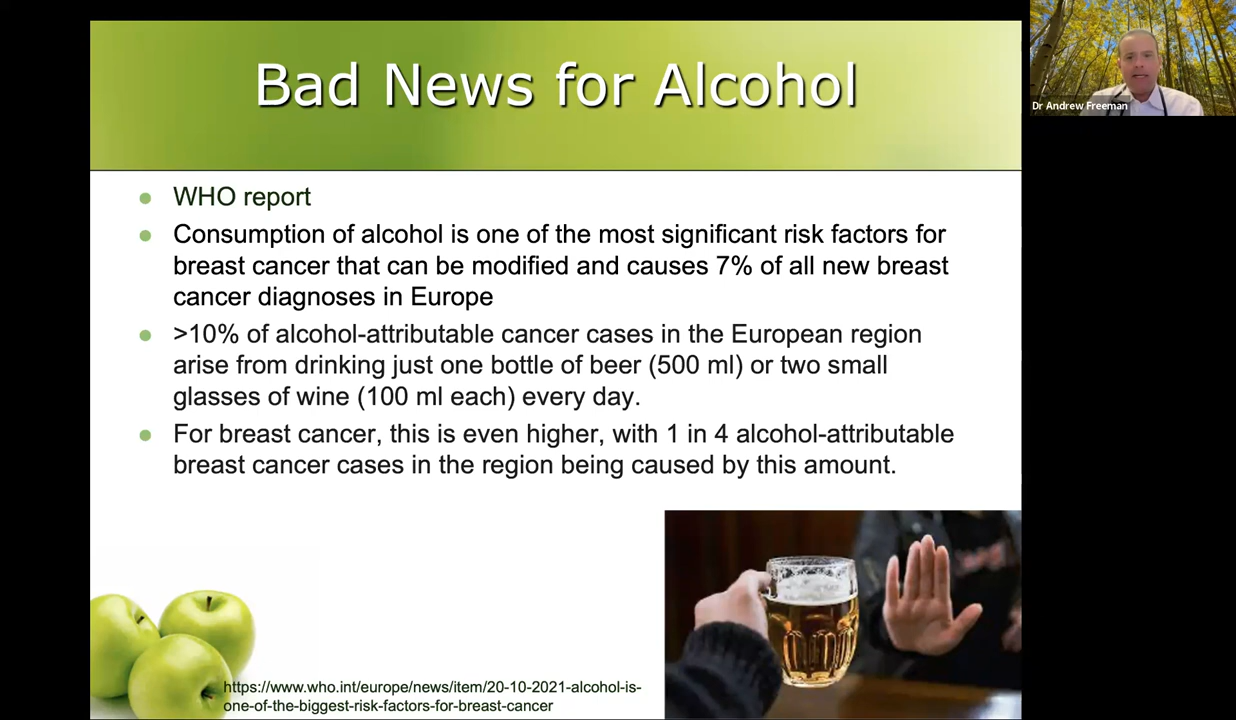 Bad News for Alcohol
Dr Andrew Freeman
WHO report
Consumption of alcohol is one of the most significant risk factors for
breast cancer that can be modified and causes 7% of all new breast
cancer diagnoses in Europe
>10% of alcohol-attributable cancer cases in the European region
arise from drinking just one bottle of beer (500 ml) or two small
glasses of wine (100 ml each) every day.
For breast cancer, this is even higher, with 1 in 4 alcohol-attributable
breast cancer cases in the region being caused by this amount.
https://www.who.int/europe/news/item/20-10-2021-alcohol-is-
one-of-the-biggest-risk-factors-for-breast-cancer